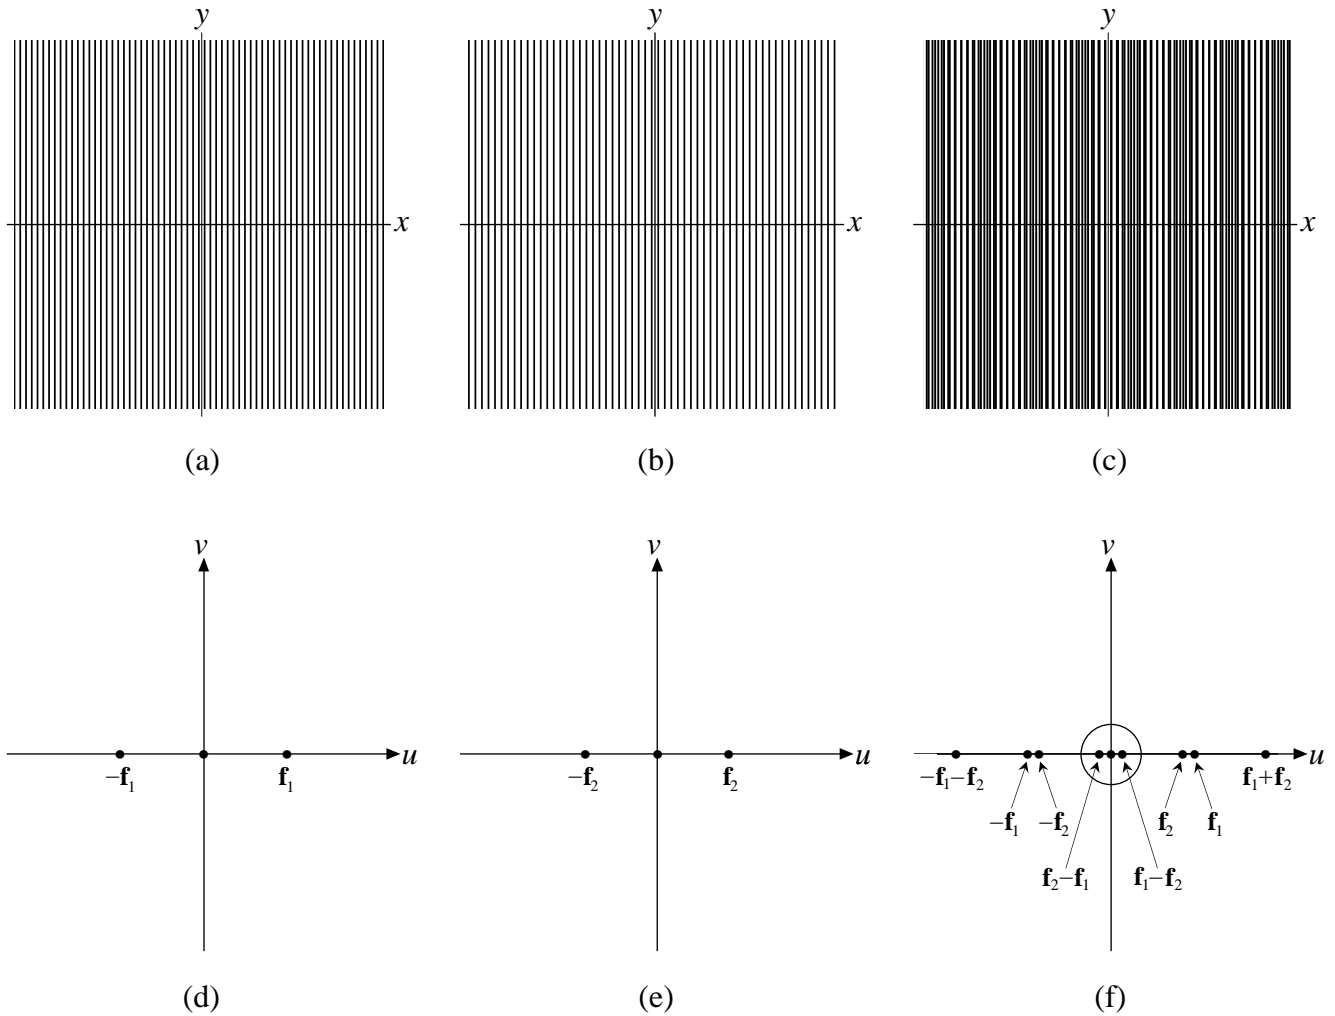 y y y
x x x
(a) (b) (c)
v v v
u u u
−f₁ f₁ −f₂ f₂ −f₁−f₂ f₁+f₂
−f₁ −f₂ f₂ f₁
f₂−f₁ f₁−f₂
(d) (e) (f)